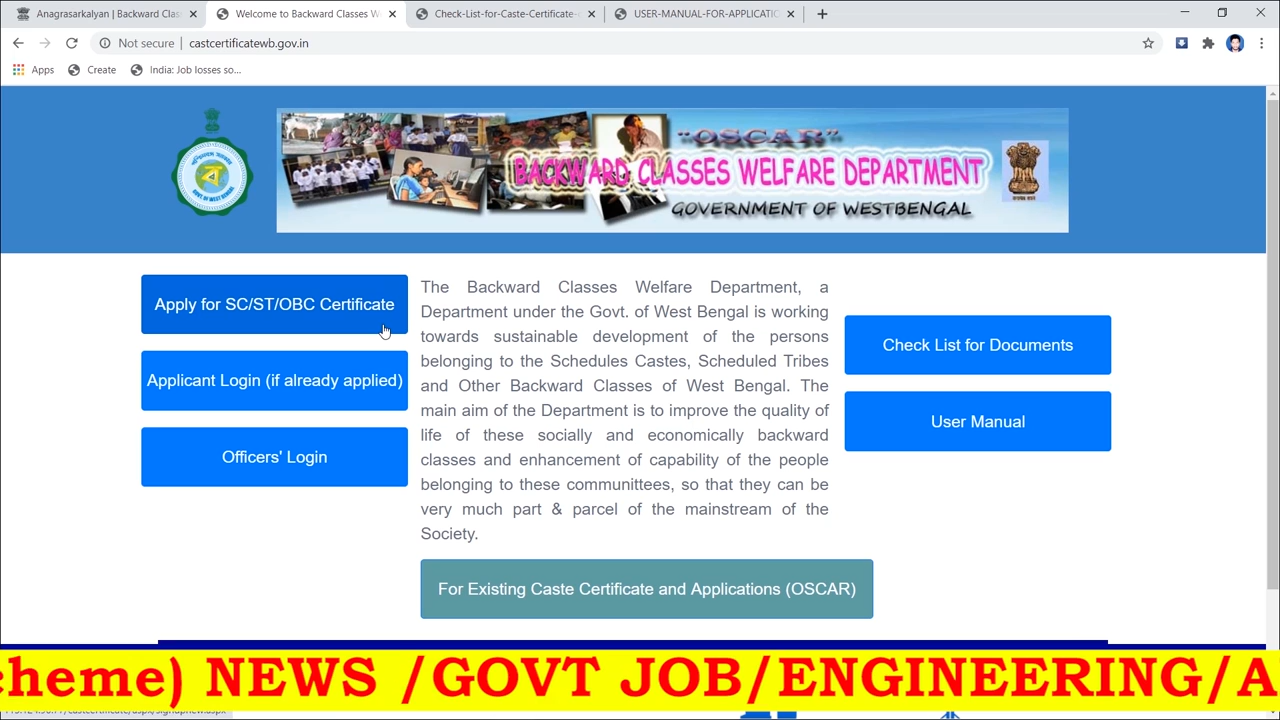 Anagrasarkalyan | Backward Clas
Welcome to Backward Classes W
Check-List-for-Caste-Certificate-
USER-MANUAL-FOR-APPLICATIO
Not secure
castcertificatewb.gov.in
Apps
Create
India: Job losses so...
"OSCAR"
BACKWARD CLASSES WELFARE DEPARTMENT
GOVERNMENT OF WESTBENGAL
Apply for SC/ST/OBC Certificate
Applicant Login (if already applied)
Officers' Login
The Backward Classes Welfare Department, a
Department under the Govt. of West Bengal is working
towards sustainable development of the persons
belonging to the Schedules Castes, Scheduled Tribes
and Other Backward Classes of West Bengal. The
main aim of the Department is to improve the quality of
life of these socially and economically backward
classes and enhancement of capability of the people
belonging to these communittees, so that they can be
very much part & parcel of the mainstream of the
Society.
Check List for Documents
User Manual
For Existing Caste Certificate and Applications (OSCAR)
cheme) NEWS /GOVT JOB/ENGINEERING/A